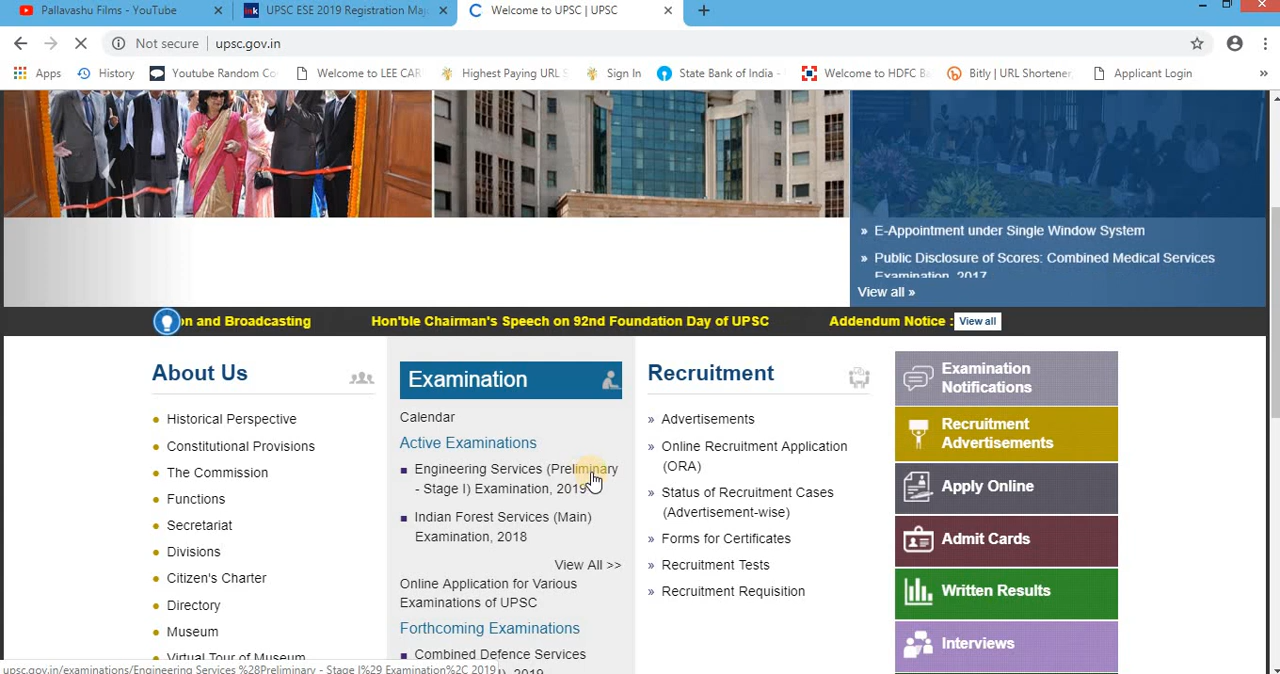 Pallavashu Films - YouTube
UPSC ESE 2019 Registration Maj
Welcome to UPSC | UPSC
Not secure
upsc.gov.in
Apps
History
Youtube Random Co
Welcome to LEE CAR
Highest Paying URL S
Sign In
State Bank of India -
Welcome to HDFC Ba
Bitly | URL Shortener,
Applicant Login
» E-Appointment under Single Window System
» Public Disclosure of Scores: Combined Medical Services
Examination, 2017
View all »
on and Broadcasting
Hon'ble Chairman's Speech on 92nd Foundation Day of UPSC
Addendum Notice :
View all
About Us
Historical Perspective
Constitutional Provisions
The Commission
Functions
Secretariat
Divisions
Citizen's Charter
Directory
Museum
Virtual Tour of Museum
Examination
Calendar
Active Examinations
Engineering Services (Preliminary
- Stage I) Examination, 2019
Indian Forest Services (Main)
Examination, 2018
View All >>
Online Application for Various
Examinations of UPSC
Forthcoming Examinations
Combined Defence Services
I), 2019
Recruitment
» Advertisements
» Online Recruitment Application
(ORA)
» Status of Recruitment Cases
(Advertisement-wise)
» Forms for Certificates
» Recruitment Tests
» Recruitment Requisition
Examination
Notifications
Recruitment
Advertisements
Apply Online
Admit Cards
Written Results
Interviews
upsc.gov.in/examinations/Engineering Services %28Preliminary - Stage I%29 Examination%2C 2019